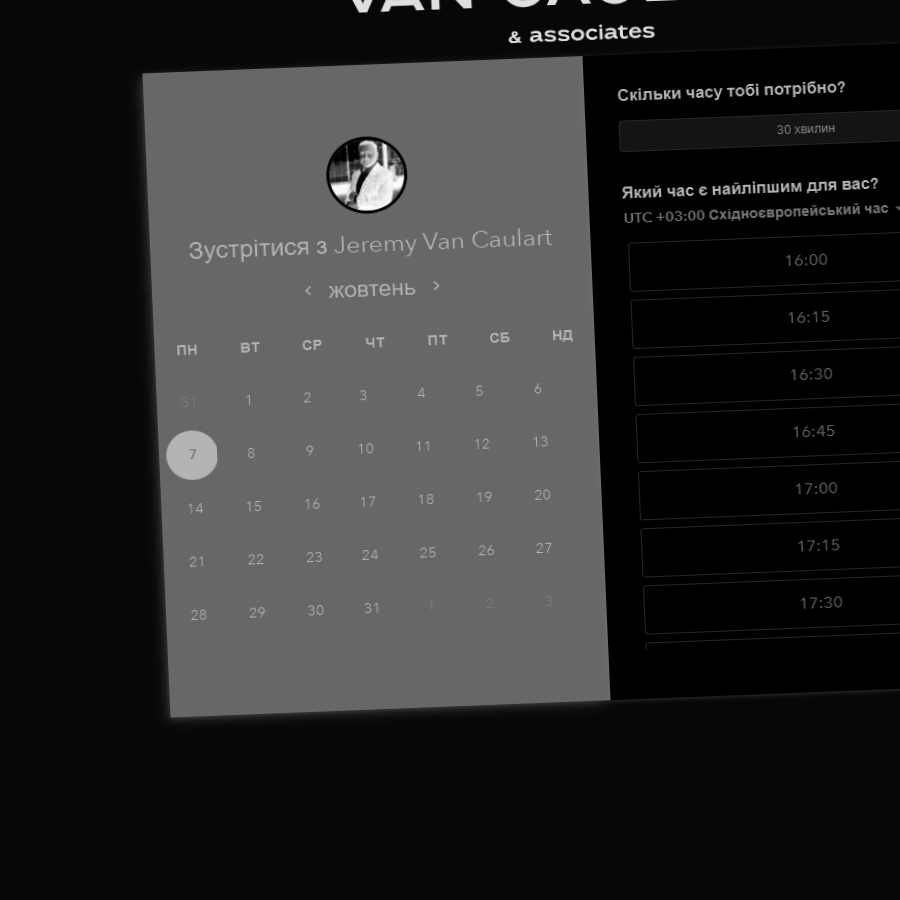 & associates
Зустрітися з Jeremy Van Caulart
жовтень
ПН ВТ СР ЧТ ПТ СБ НД
31 1 2 3 4 5 6
7 8 9 10 11 12 13
14 15 16 17 18 19 20
21 22 23 24 25 26 27
28 29 30 31 1 2 3
Скільки часу тобі потрібно?
30 хвилин
Який час є найліпшим для вас?
UTC +03:00 Східноєвропейський час
16:00
16:15
16:30
16:45
17:00
17:15
17:30